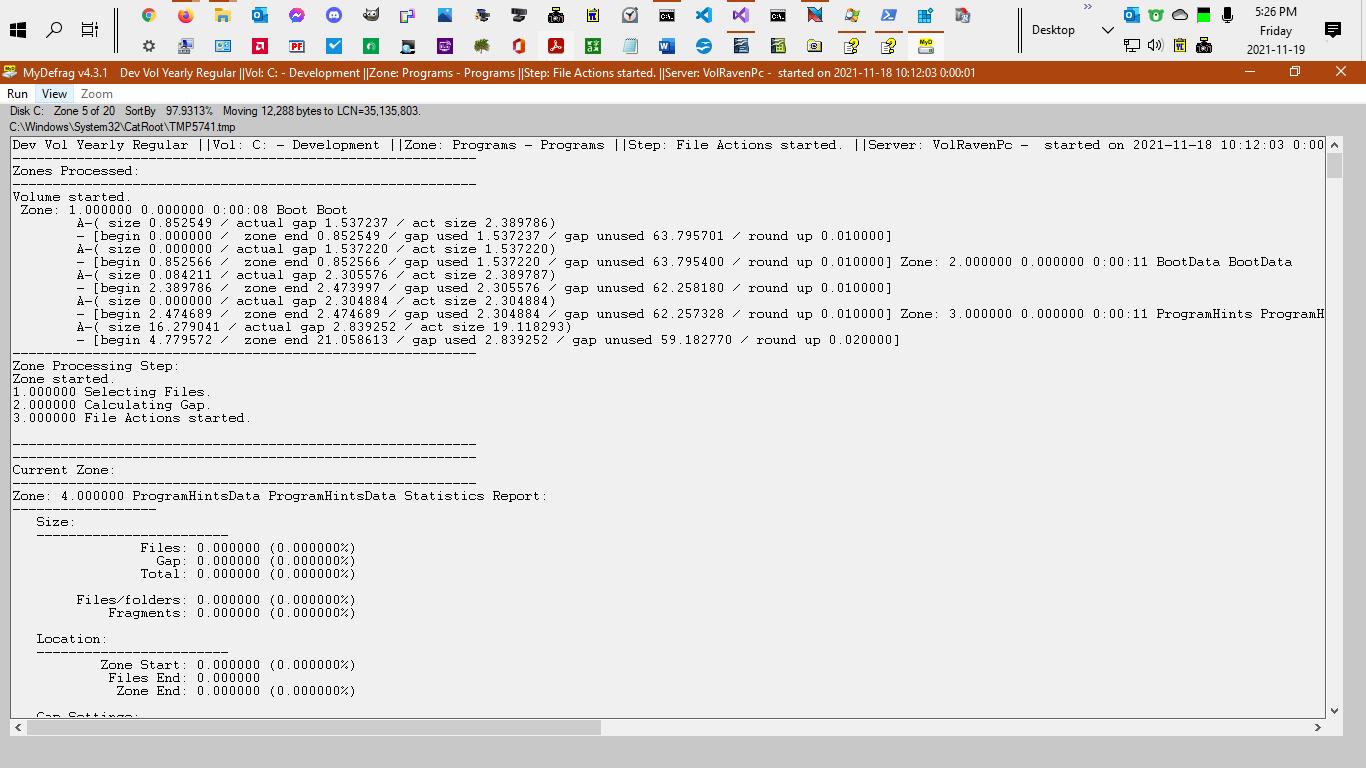 5:26 PM
Desktop
Friday
2021-11-19
MyDefrag v4.3.1 Dev Vol Yearly Regular ||Vol: C: - Development ||Zone: Programs - Programs ||Step: File Actions started. ||Server: VolRavenPc - started on 2021-11-18 10:12:03 0:00:01
Run View Zoom
Disk C: Zone 5 of 20 SortBy 97.9313% Moving 12,288 bytes to LCN=35,135,803.
C:\Windows\System32\CatRoot\TMP5741.tmp
Dev Vol Yearly Regular ||Vol: C: - Development ||Zone: Programs - Programs ||Step: File Actions started. ||Server: VolRavenPc - started on 2021-11-18 10:12:03 0:00
----------------------------------------------------------
Zones Processed:
----------------------------------------------------------
Volume started.
Zone: 1.000000 0.000000 0:00:08 Boot Boot
A-( size 0.852549 / actual gap 1.537237 / act size 2.389786)
- [begin 0.000000 / zone end 0.852549 / gap used 1.537237 / gap unused 63.795701 / round up 0.010000]
A-( size 0.000000 / actual gap 1.537220 / act size 1.537220)
- [begin 0.852566 / zone end 0.852566 / gap used 1.537220 / gap unused 63.795400 / round up 0.010000] Zone: 2.000000 0.000000 0:00:11 BootData BootData
A-( size 0.084211 / actual gap 2.305576 / act size 2.389787)
- [begin 2.389786 / zone end 2.473997 / gap used 2.305576 / gap unused 62.258180 / round up 0.010000]
A-( size 0.000000 / actual gap 2.304884 / act size 2.304884)
- [begin 2.474689 / zone end 2.474689 / gap used 2.304884 / gap unused 62.257328 / round up 0.010000] Zone: 3.000000 0.000000 0:00:11 ProgramHints ProgramH
A-( size 16.279041 / actual gap 2.839252 / act size 19.118293)
- [begin 4.779572 / zone end 21.058613 / gap used 2.839252 / gap unused 59.182770 / round up 0.020000]
----------------------------------------------------------
Zone Processing Step:
Zone started.
1.000000 Selecting Files.
2.000000 Calculating Gap.
3.000000 File Actions started.
----------------------------------------------------------
----------------------------------------------------------
Current Zone:
----------------------------------------------------------
Zone: 4.000000 ProgramHintsData ProgramHintsData Statistics Report:
------------------
Size:
------------------------
Files: 0.000000 (0.000000%)
Gap: 0.000000 (0.000000%)
Total: 0.000000 (0.000000%)
Files/folders: 0.000000 (0.000000%)
Fragments: 0.000000 (0.000000%)
Location:
------------------------
Zone Start: 0.000000 (0.000000%)
Files End: 0.000000
Zone End: 0.000000 (0.000000%)
Gap Settings: